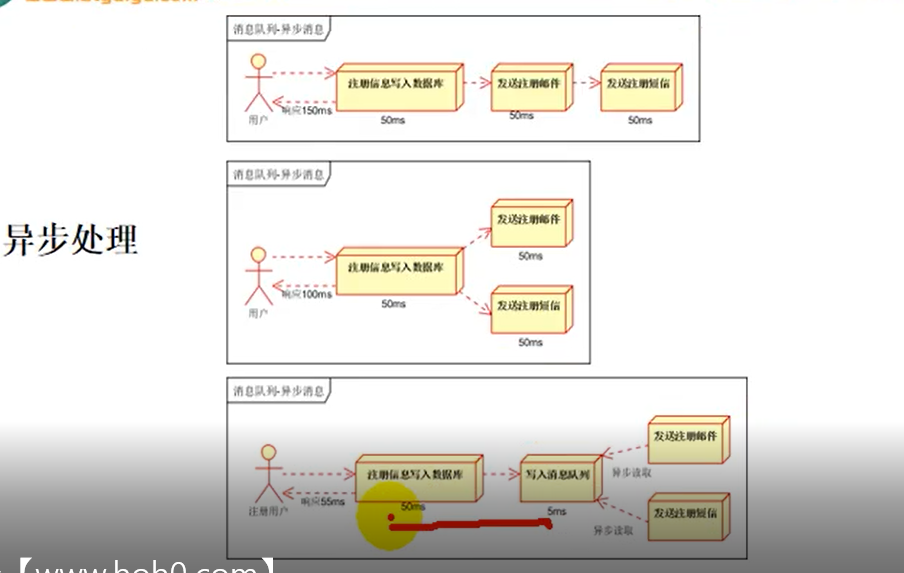 消息队列-异步消息
注册信息写入数据库
发送注册邮件
发送注册短信
响应150ms
用户
50ms
50ms
50ms
消息队列-异步消息
异步处理
发送注册邮件
50ms
注册信息写入数据库
响应100ms
50ms
用户
发送注册短信
50ms
消息队列-异步消息
发送注册邮件
注册信息写入数据库
写入消息队列
异步读取
响应55ms
50ms
5ms
注册用户
发送注册短信
异步读取